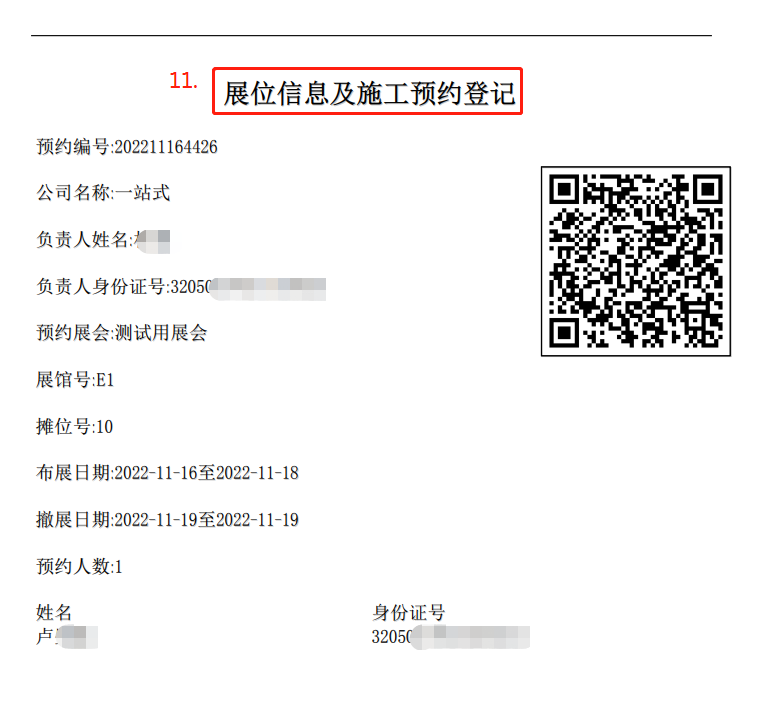 11.
展位信息及施工预约登记
预约编号:202211164426
公司名称:一站式
负责人姓名:
负责人身份证号:32050
预约展会:测试用展会
展馆号:E1
摊位号:10
布展日期:2022-11-16至2022-11-18
撤展日期:2022-11-19至2022-11-19
预约人数:1
姓名 身份证号
卢 32050